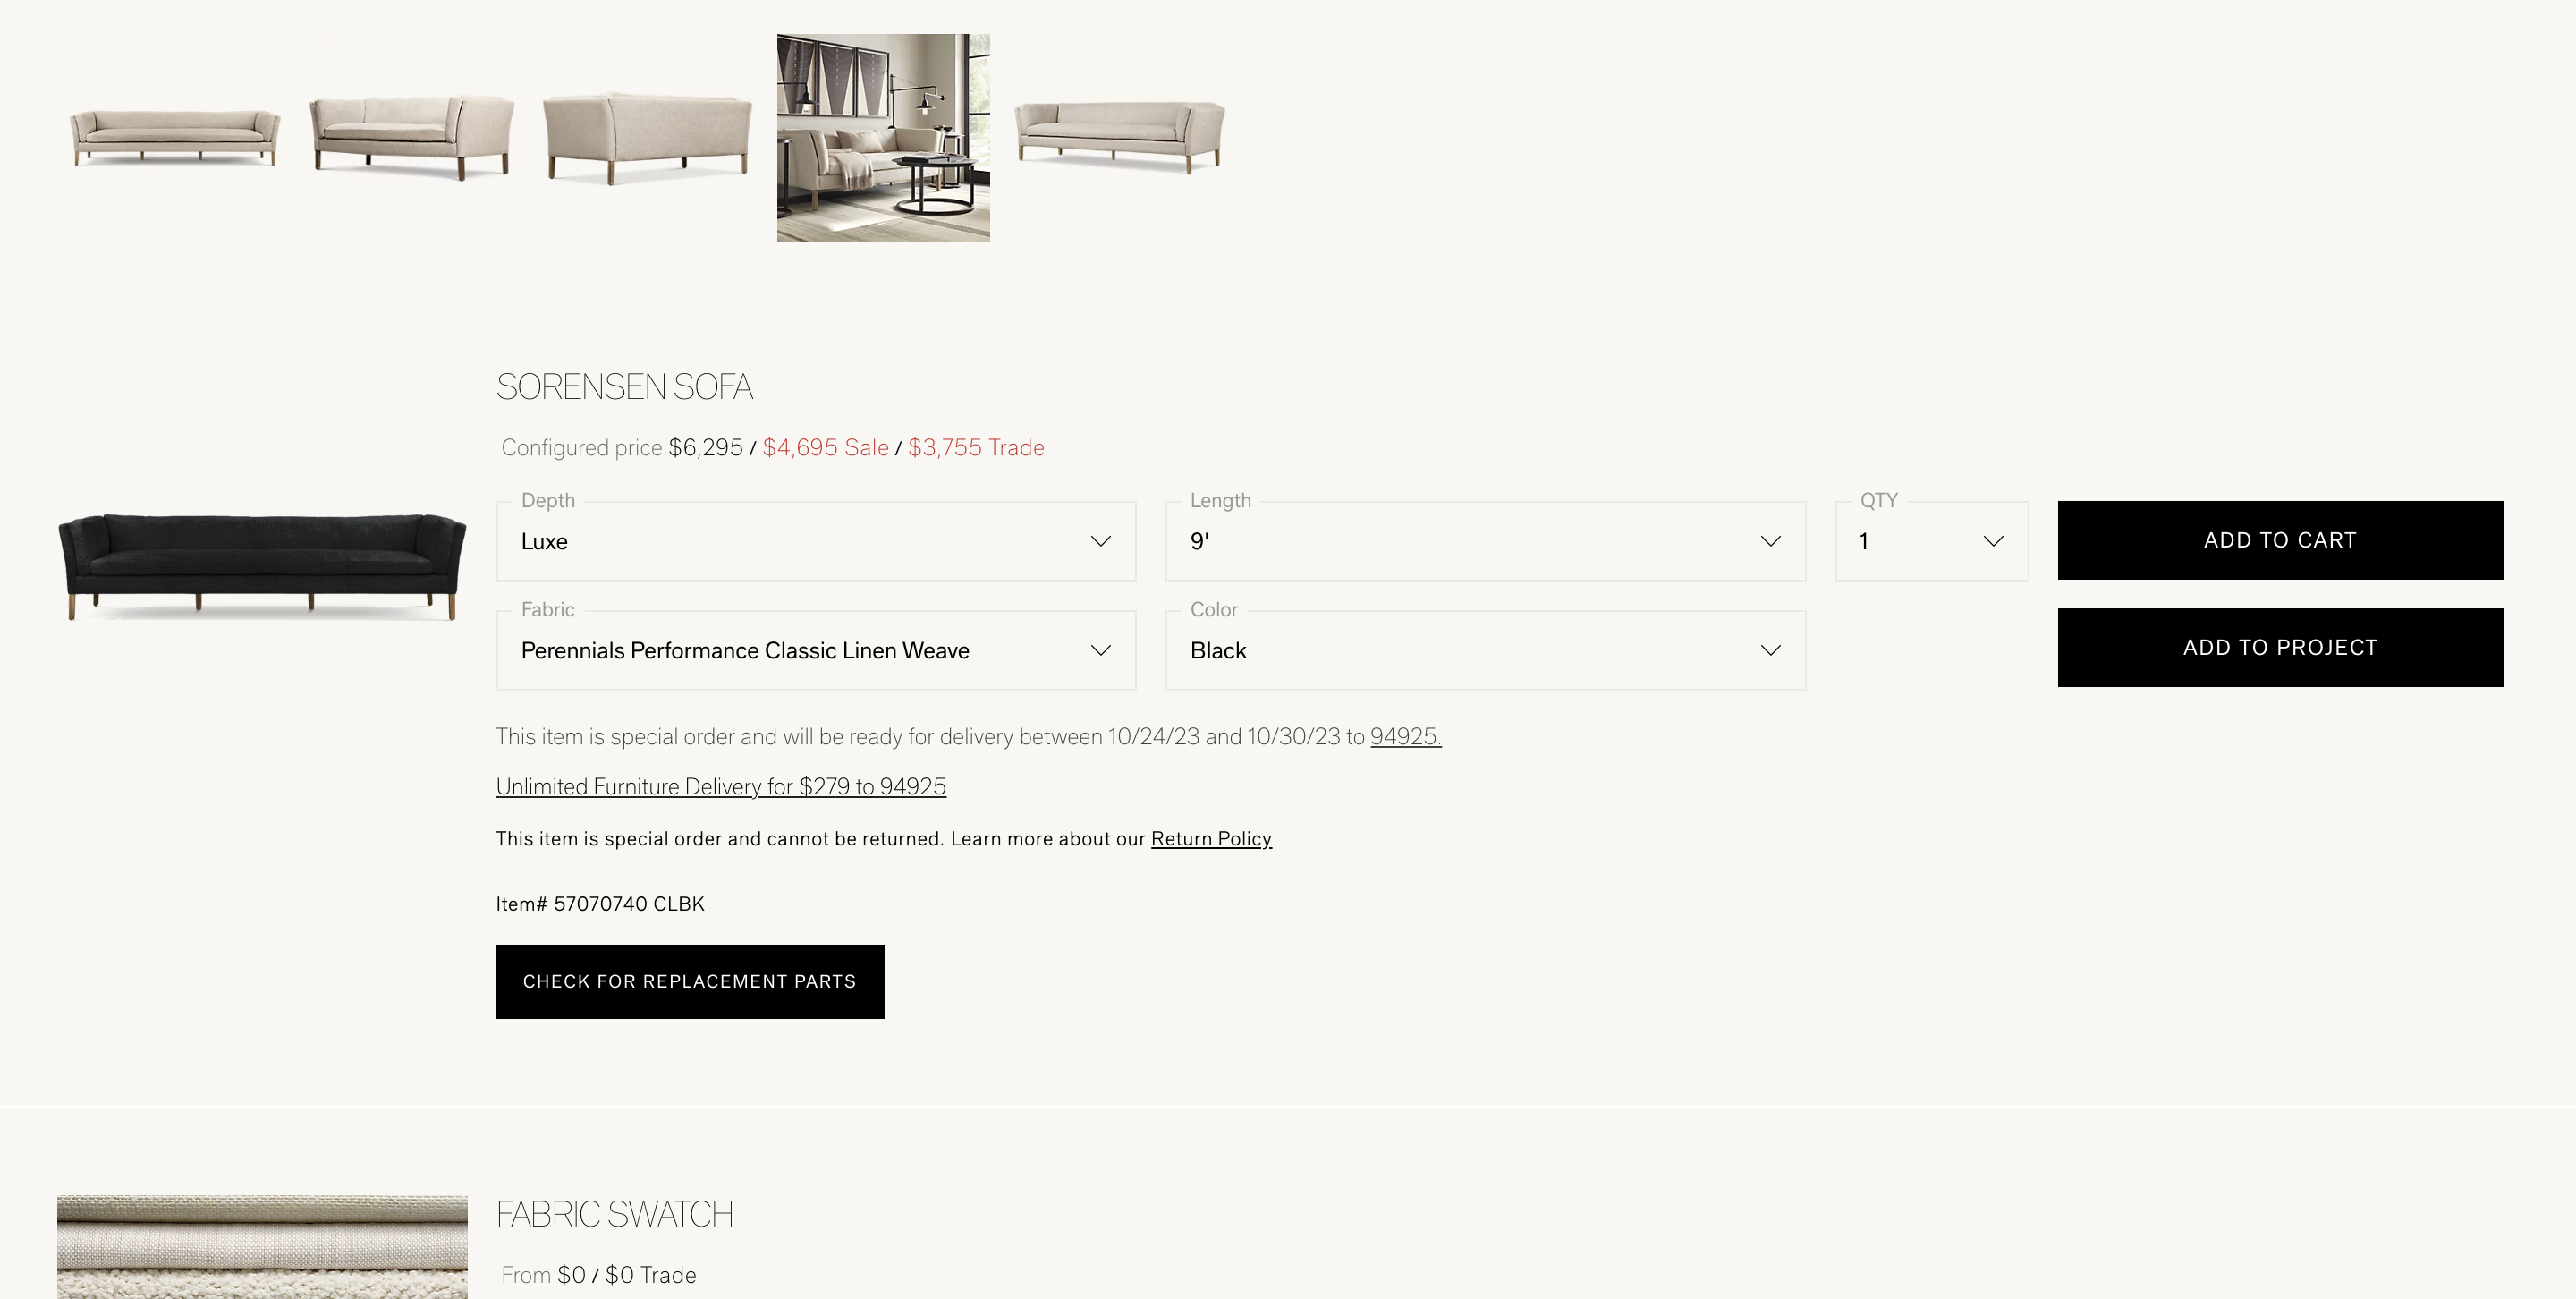 SORENSEN SOFA
Configured price $6,295 / $4,695 Sale / $3,755 Trade
Depth
Luxe
Length
9'
QTY
1
ADD TO CART
Fabric
Perennials Performance Classic Linen Weave
Color
Black
ADD TO PROJECT
This item is special order and will be ready for delivery between 10/24/23 and 10/30/23 to 94925.
Unlimited Furniture Delivery for $279 to 94925
This item is special order and cannot be returned. Learn more about our Return Policy
Item# 57070740 CLBK
CHECK FOR REPLACEMENT PARTS
FABRIC SWATCH
From $0 / $0 Trade